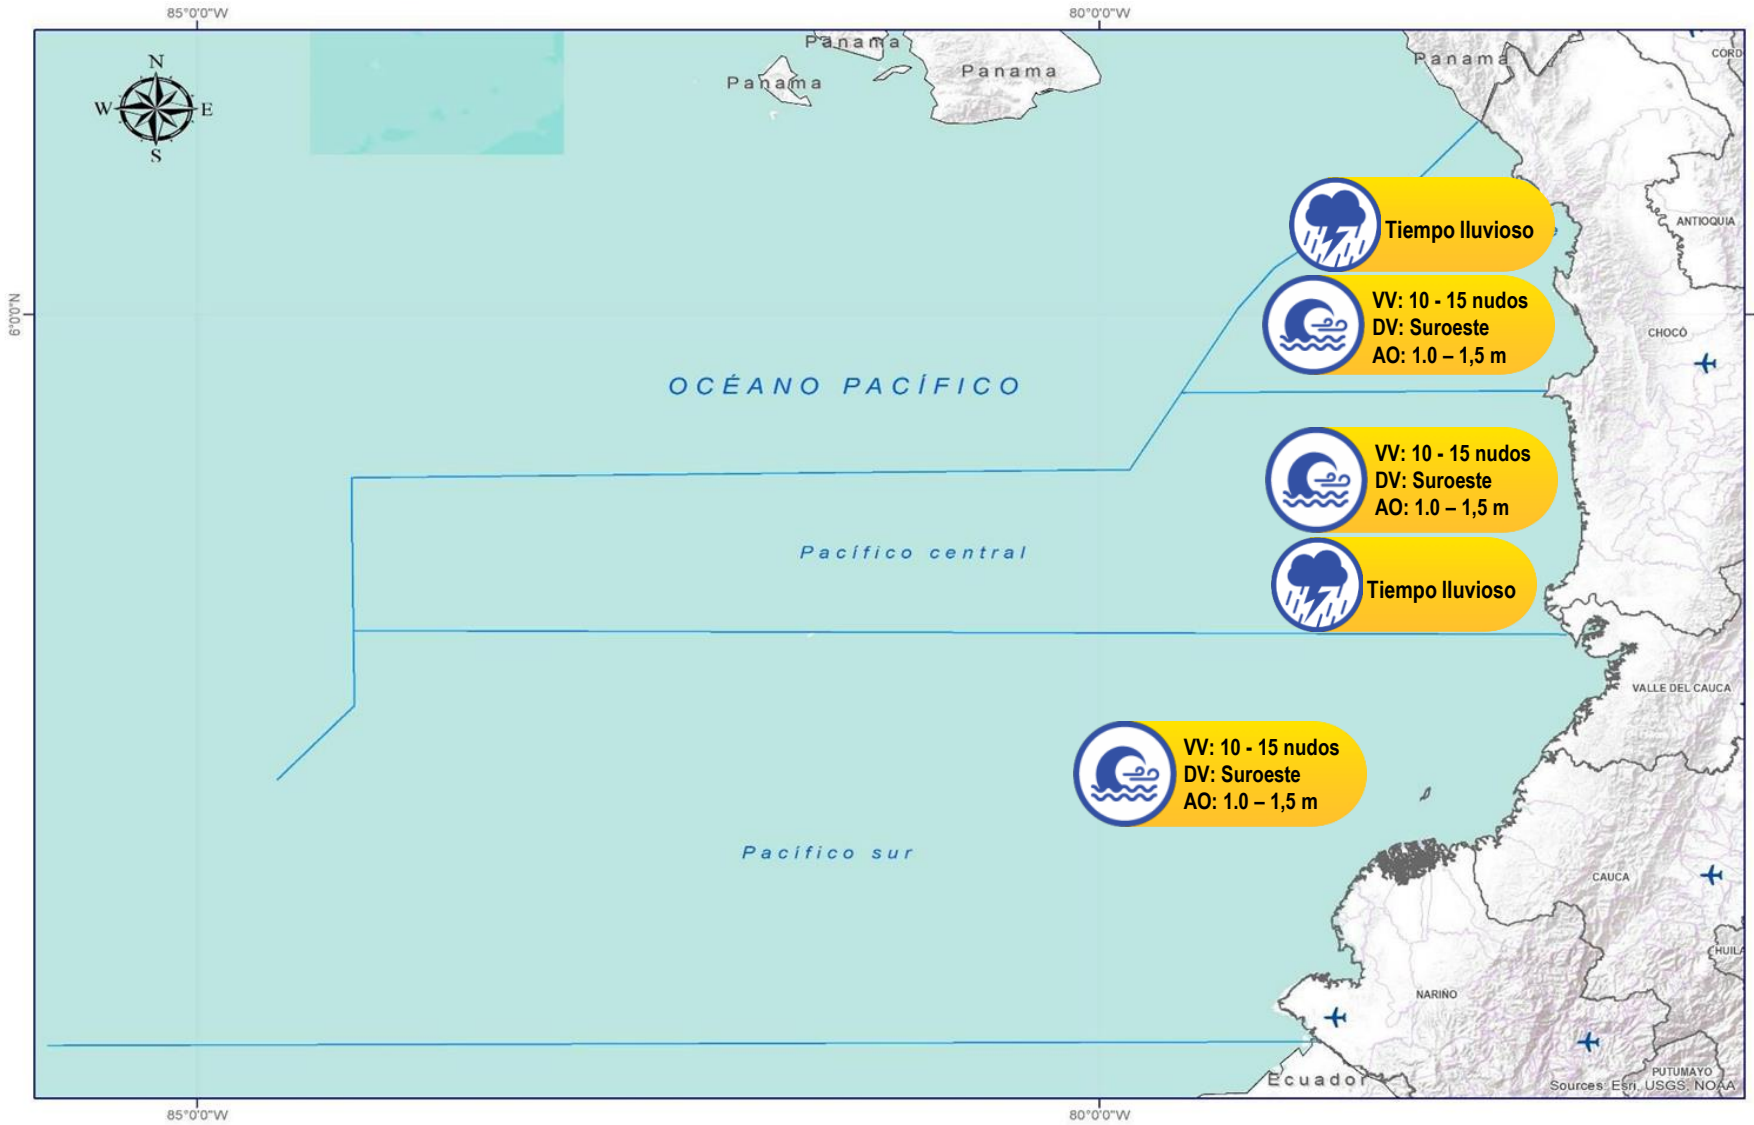 85°0'0"W
80°0'0"W
Panama
Panama
Panama
Panama
CÓRD
N
W
E
S
ANTIOQUIA
Tiempo lluvioso
6°0'0"N
VV: 10 - 15 nudos
DV: Suroeste
AO: 1.0 – 1,5 m
CHOCÓ
OCÉANO PACÍFICO
VV: 10 - 15 nudos
DV: Suroeste
AO: 1.0 – 1,5 m
Pacífico central
Tiempo lluvioso
VALLE DEL CAUCA
VV: 10 - 15 nudos
DV: Suroeste
AO: 1.0 – 1,5 m
Pacífico sur
CAUCA
HUILA
NARIÑO
PUTUMAYO
Ecuador
Sources: Esri, USGS, NOAA
85°0'0"W
80°0'0"W